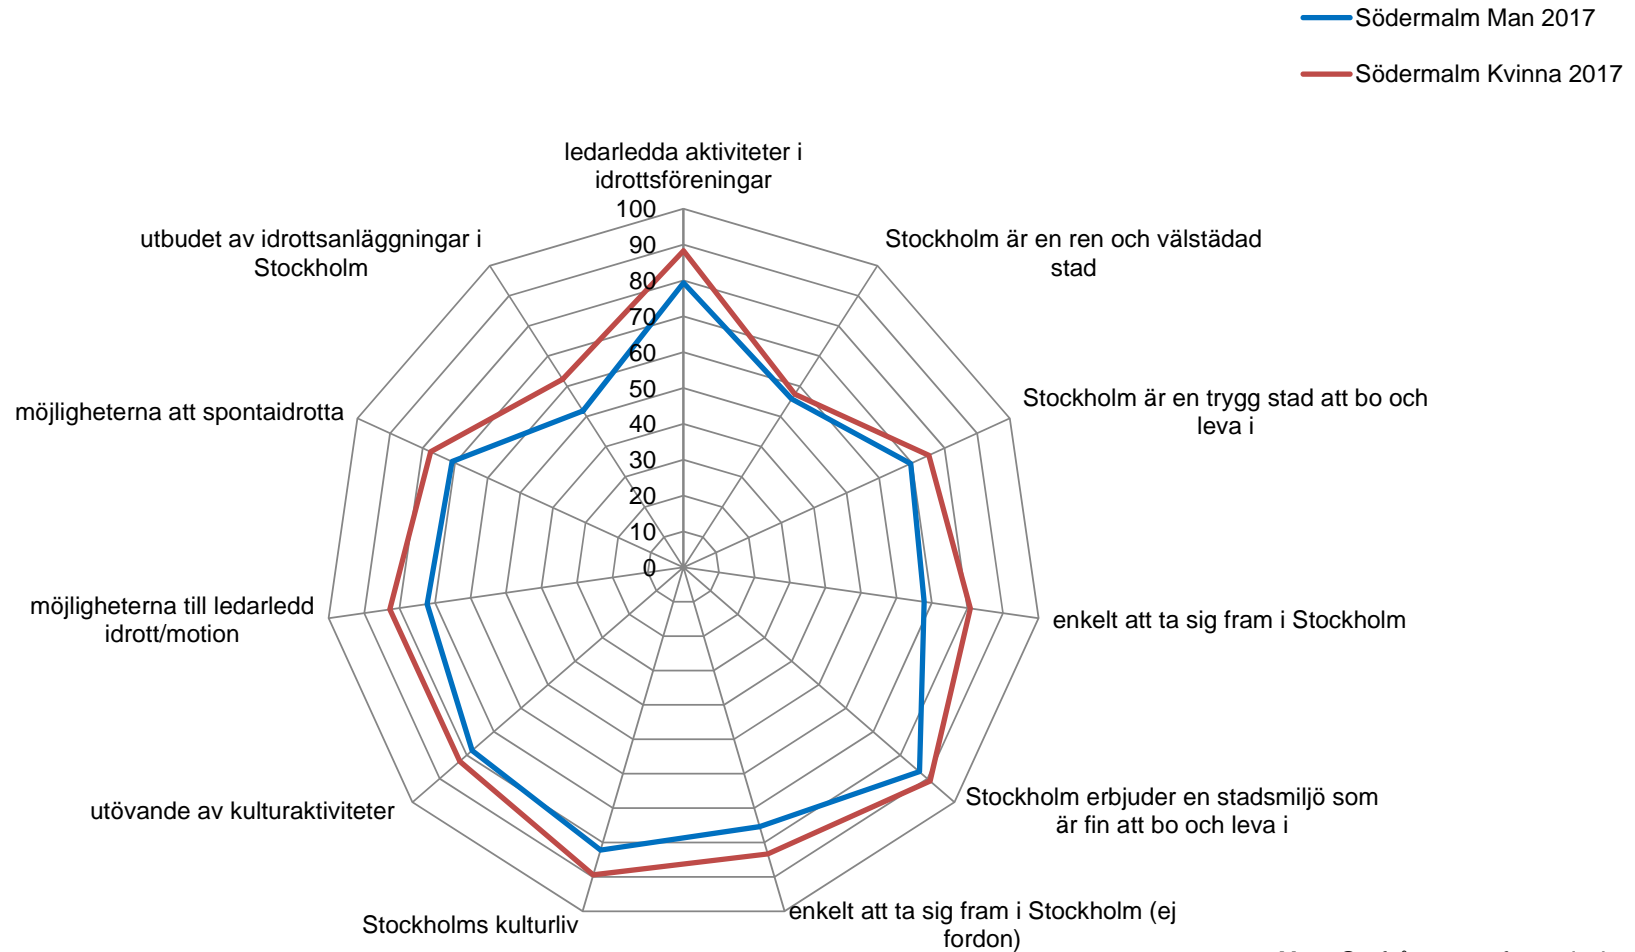 Södermalm Man 2017
Södermalm Kvinna 2017
ledarledda aktiviteter i
idrottsföreningar
Stockholm är en ren och välstädad
stad
Stockholm är en trygg stad att bo och
leva i
enkelt att ta sig fram i Stockholm
Stockholm erbjuder en stadsmiljö som
är fin att bo och leva i
enkelt att ta sig fram i Stockholm (ej
fordon)
Stockholms kulturliv
utövande av kulturaktiviteter
möjligheterna till ledarledd
idrott/motion
möjligheterna att spontaidrotta
utbudet av idrottsanläggningar i
Stockholm
100
90
80
70
60
50
40
30
20
10
0